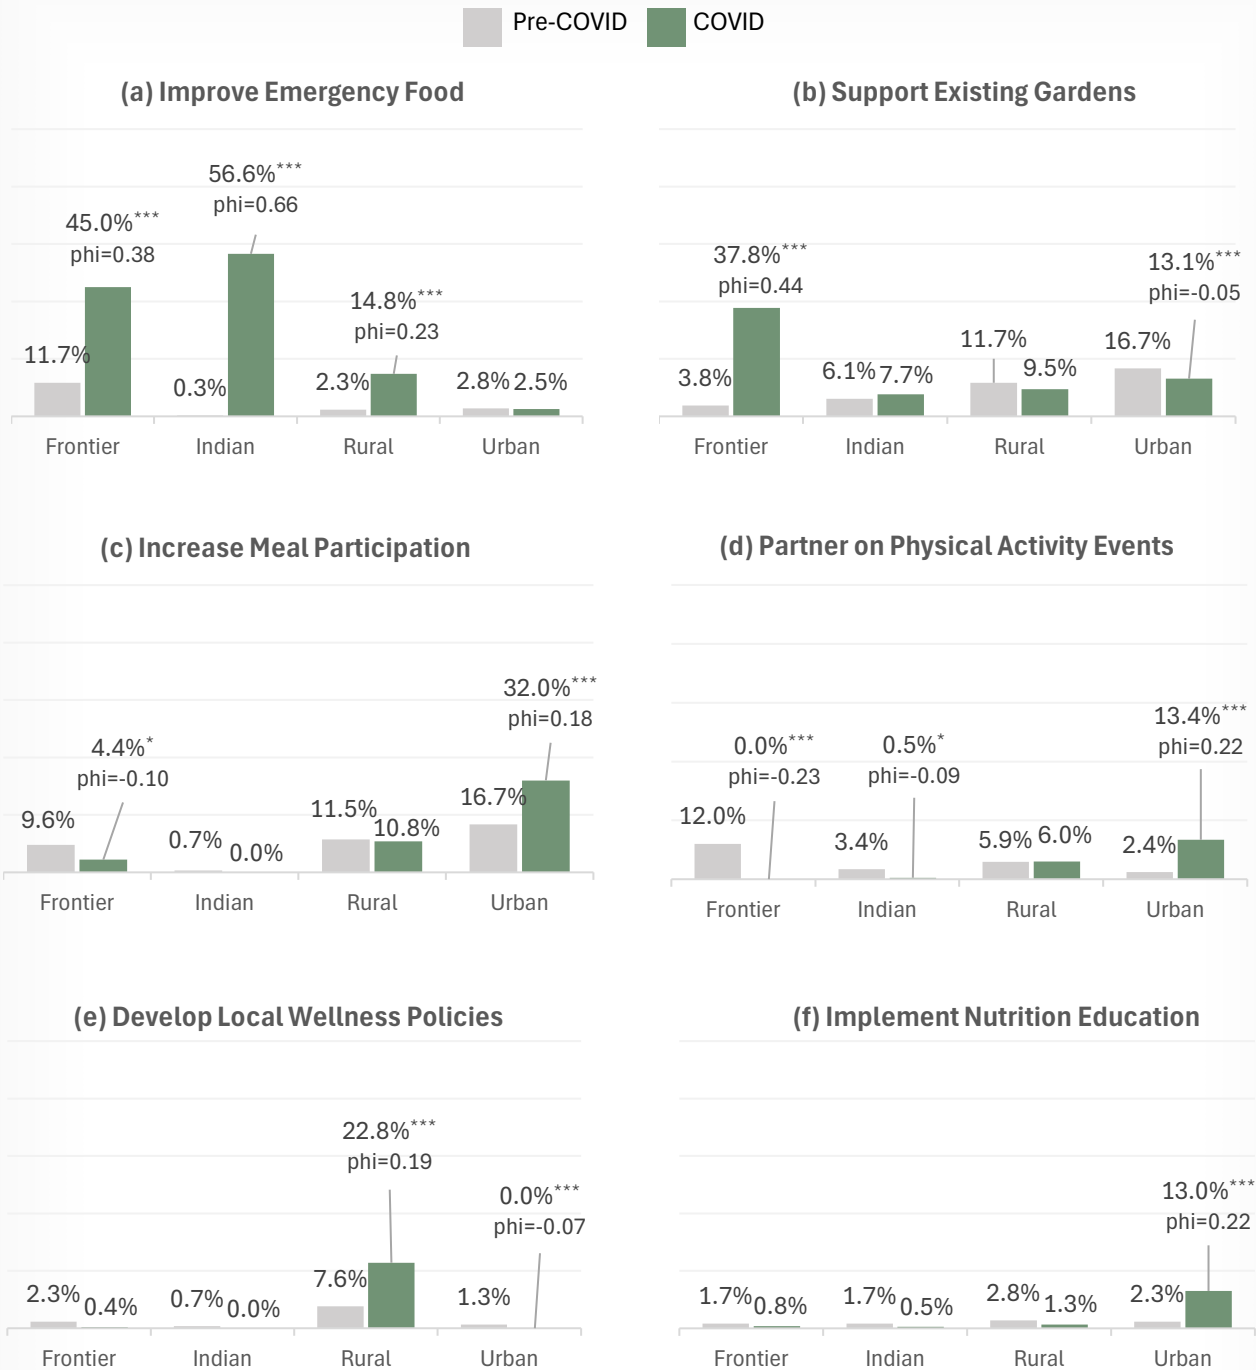 Pre-COVID COVID
(a) Improve Emergency Food
56.6%***
phi=0.66
45.0%***
phi=0.38
14.8%***
phi=0.23
11.7%
0.3%
2.3%
2.8% 2.5%
Frontier Indian Rural Urban
(b) Support Existing Gardens
37.8%***
phi=0.44
13.1%***
phi=-0.05
11.7%
16.7%
3.8%
6.1% 7.7%
9.5%
Frontier Indian Rural Urban
(c) Increase Meal Participation
32.0%***
phi=0.18
4.4%*
phi=-0.10
9.6%
11.5%
16.7%
0.7%
0.0%
10.8%
Frontier Indian Rural Urban
(d) Partner on Physical Activity Events
13.4%***
phi=0.22
0.0%***
phi=-0.23
0.5%*
phi=-0.09
12.0%
3.4%
5.9% 6.0%
2.4%
Frontier Indian Rural Urban
(e) Develop Local Wellness Policies
22.8%***
phi=0.19
0.0%***
phi=-0.07
7.6%
2.3% 0.4%
0.7% 0.0%
1.3%
Frontier Indian Rural Urban
(f) Implement Nutrition Education
13.0%***
phi=0.22
1.7% 0.8%
1.7% 0.5%
2.8% 1.3%
2.3%
Frontier Indian Rural Urban